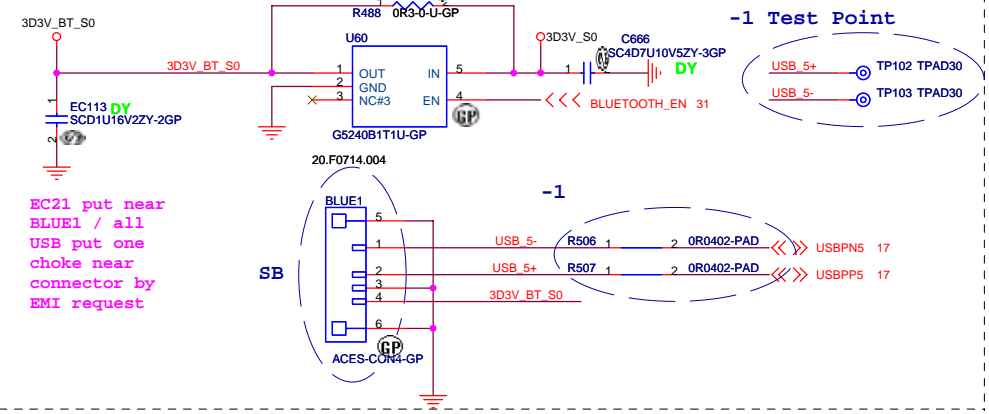 3D3V_BT_S0
R488
0R3-0-U-GP
2
-1 Test Point
U60
3D3V_S0
C666
SC4D7U10V5ZY-3GP
DY
USB_5+
TP102 TPAD30
USB_5-
TP103 TPAD30
3D3V_BT_S0
1
OUT
IN
5
1
2
GND
3
NC#3
EN
4
BLUETOOTH_EN 31
GP
G5240B1T1U-GP
1
EC113
DY
SCD1U16V2ZY-2GP
2
20.F0714.004
EC21 put near
BLUE1 / all
USB put one
choke near
connector by
EMI request
SB
BLUE1
-1
5
1
USB_5-
R506
1
2
0R0402-PAD
USBPN5 17
2
USB_5+
R507
1
2
0R0402-PAD
USBPP5 17
3
4
3D3V_BT_S0
6
GP
ACES-CON4-GP